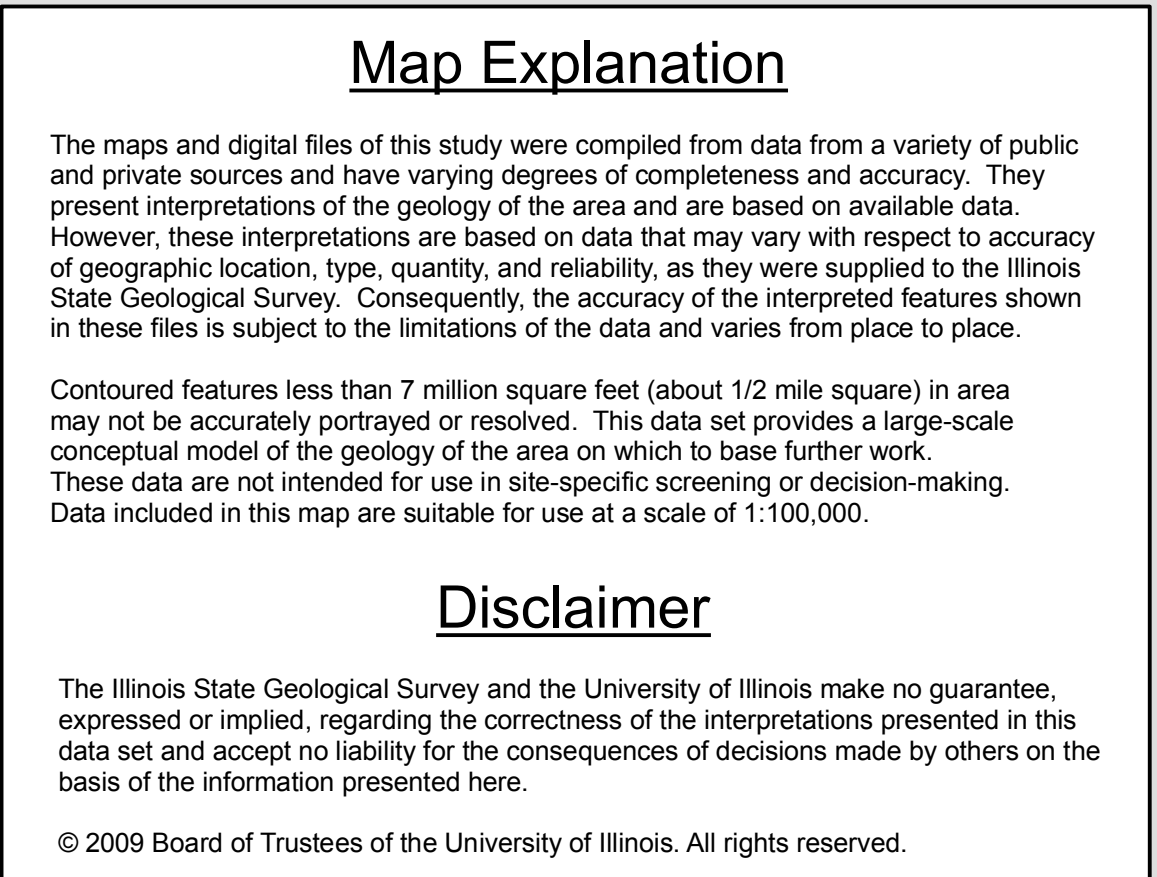 Map Explanation
The maps and digital files of this study were compiled from data from a variety of public
and private sources and have varying degrees of completeness and accuracy.  They
present interpretations of the geology of the area and are based on available data.
However, these interpretations are based on data that may vary with respect to accuracy
of geographic location, type, quantity, and reliability, as they were supplied to the Illinois
State Geological Survey.  Consequently, the accuracy of the interpreted features shown
in these files is subject to the limitations of the data and varies from place to place.
Contoured features less than 7 million square feet (about 1/2 mile square) in area
may not be accurately portrayed or resolved.  This data set provides a large-scale
conceptual model of the geology of the area on which to base further work.
These data are not intended for use in site-specific screening or decision-making.
Data included in this map are suitable for use at a scale of 1:100,000.
Disclaimer
The Illinois State Geological Survey and the University of Illinois make no guarantee,
expressed or implied, regarding the correctness of the interpretations presented in this
data set and accept no liability for the consequences of decisions made by others on the
basis of the information presented here.
© 2009 Board of Trustees of the University of Illinois. All rights reserved.